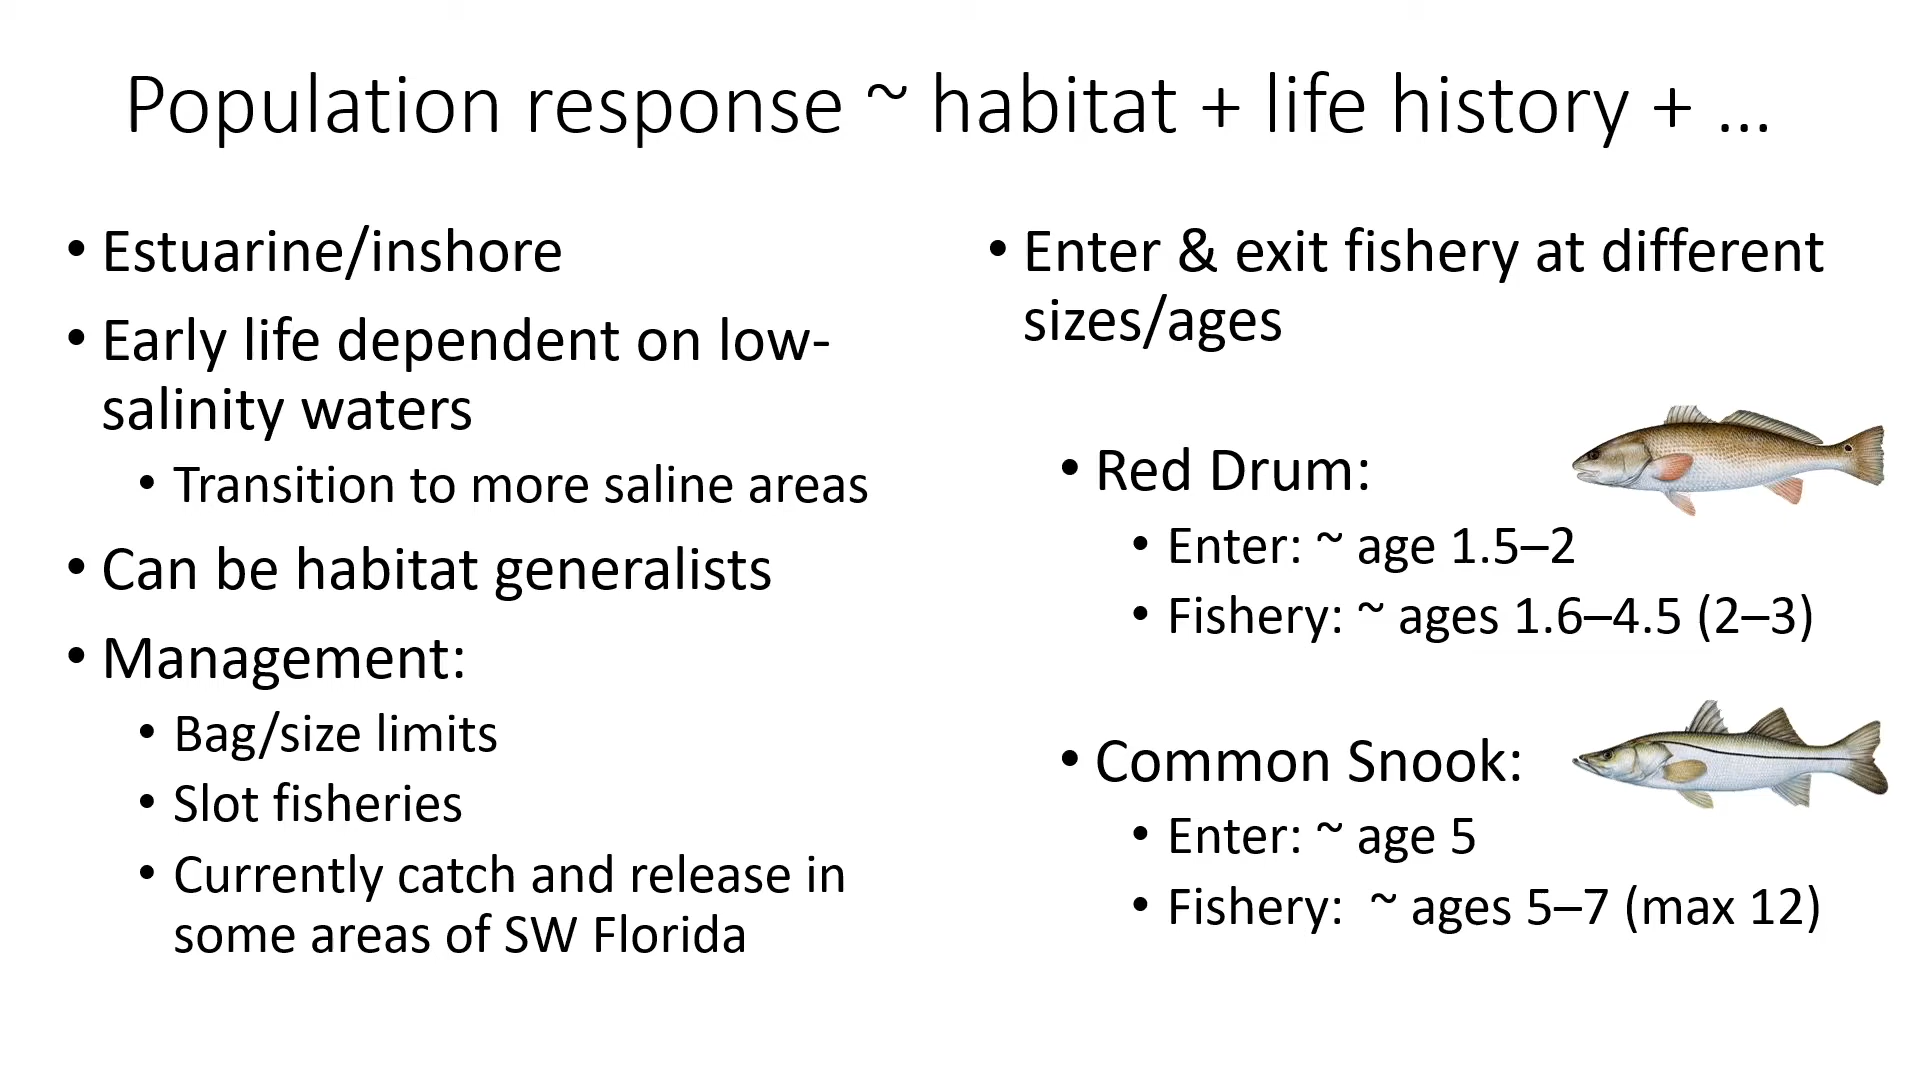 Population response ~ habitat + life history + ...
• Estuarine/inshore
• Early life dependent on low-
salinity waters
• Transition to more saline areas
• Can be habitat generalists
• Management:
• Bag/size limits
• Slot fisheries
• Currently catch and release in
some areas of SW Florida
• Enter & exit fishery at different
sizes/ages
• Red Drum:
• Enter: ~ age 1.5–2
• Fishery: ~ ages 1.6–4.5 (2–3)
• Common Snook:
• Enter: ~ age 5
• Fishery:  ~ ages 5–7 (max 12)